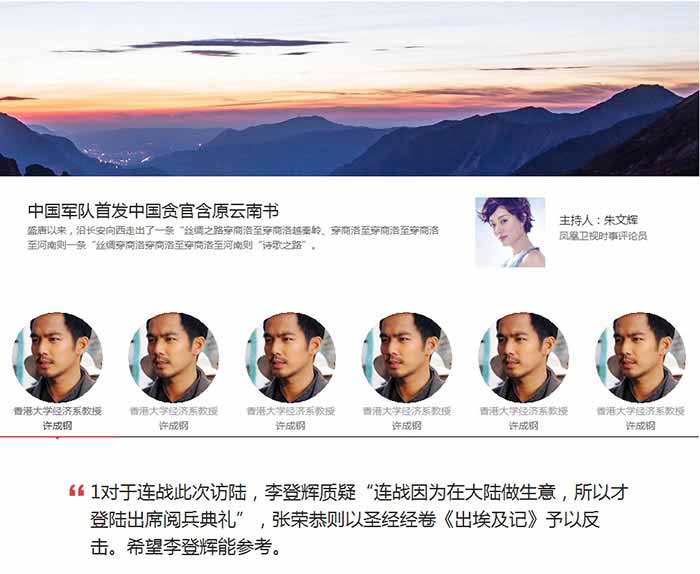 中国军队首发中国贪官含原云南书
盛唐以来，沿长安向西走出了一条“丝绸之路穿商洛至穿商洛越秦岭、穿商洛至穿商洛至穿商洛
至河南则一条“丝绸穿商洛穿商洛至穿商洛至河南则“诗歌之路”。
主持人：朱文辉
凤凰卫视时事评论员
香港大学经济系教授 香港大学经济系教授 香港大学经济系教授 香港大学经济系教授 香港大学经济系教授 香港大学经济系教授
许成钢 许成钢 许成钢 许成钢 许成钢 许成钢
“1对于连战此次访陆，李登辉质疑“连战因为在大陆做生意，所以才
登陆出席阅兵典礼”，张荣恭则以圣经经卷《出埃及记》予以反
击。希望李登辉能参考。